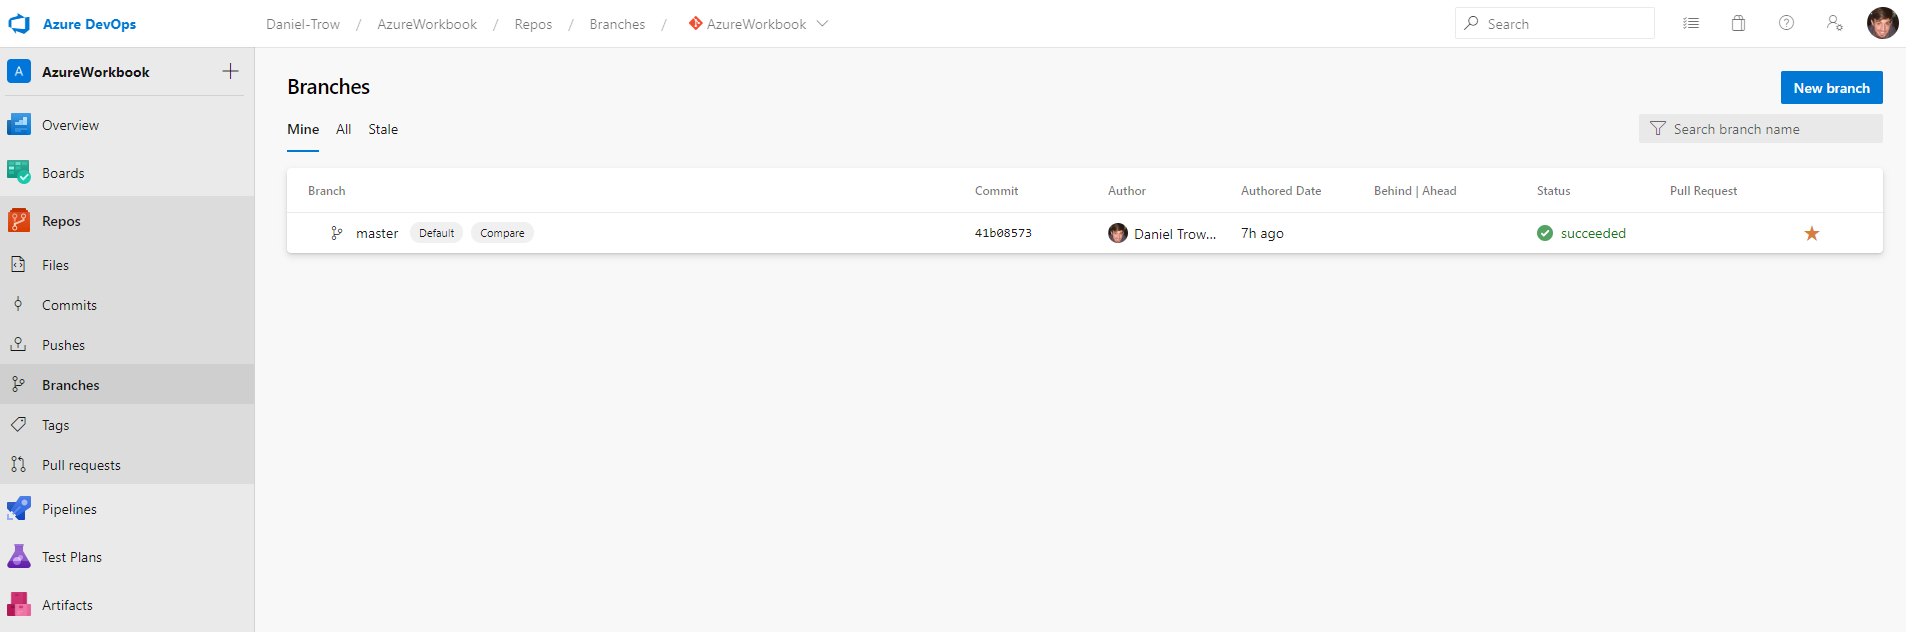 Azure DevOps
Daniel-Trow / AzureWorkbook / Repos / Branches / AzureWorkbook
Search
A AzureWorkbook
Overview
Boards
Repos
Files
Commits
Pushes
Branches
Tags
Pull requests
Pipelines
Test Plans
Artifacts
Branches
New branch
Mine All Stale
Search branch name
Branch Commit Author Authored Date Behind | Ahead Status Pull Request
master Default Compare 41b08573 Daniel Trow... 7h ago succeeded